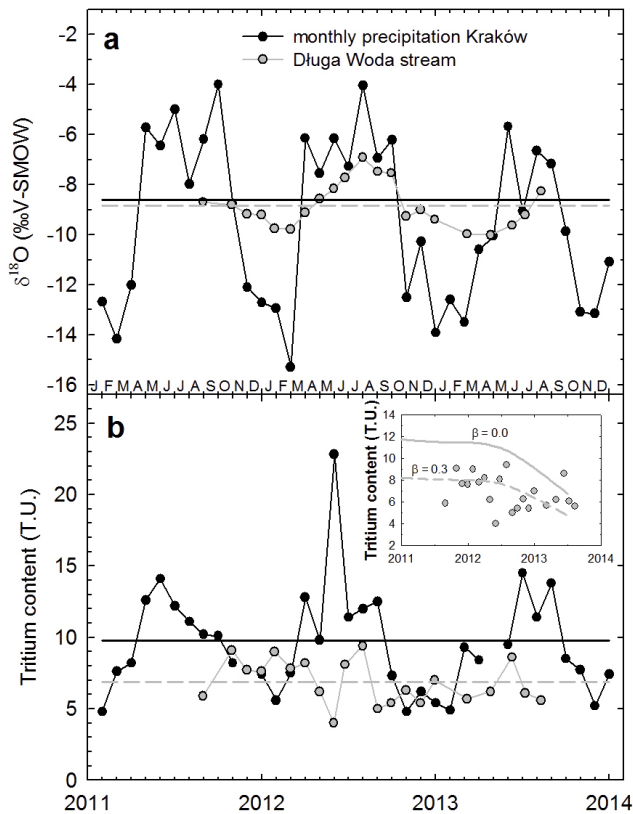 a
monthly precipitation Kraków
Długa Woda stream
-2
-4
-6
-8
-10
-12
-14
-16
δ18O (‰V-SMOW)
J F M A M J J A S O N D J F M A M J J A S O N D J F M A M J J A S O N D
b
25
20
15
10
5
0
Tritium content (T.U.)
2011 2012 2013 2014
Tritium content (T.U.)
14
12
10
8
6
4
2
β = 0.0
β = 0.3
2011 2012 2013 2014